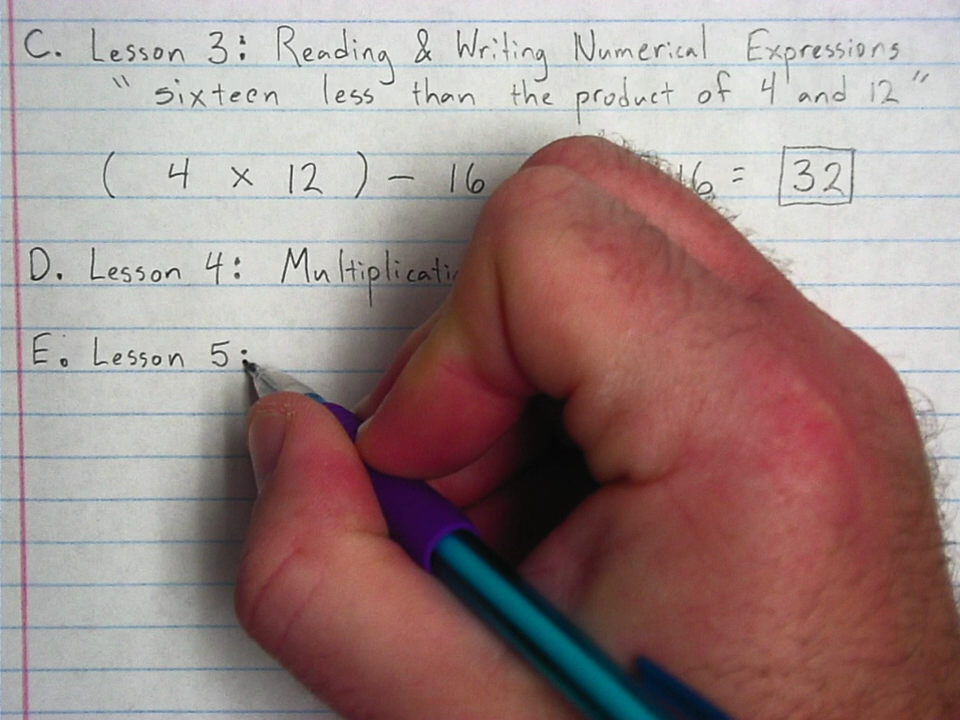 C. Lesson 3: Reading & Writing Numerical Expressions
"sixteen less than the product of 4 and 12"
( 4 x 12 ) - 16 16 = 32
D. Lesson 4:
E. Lesson 5: